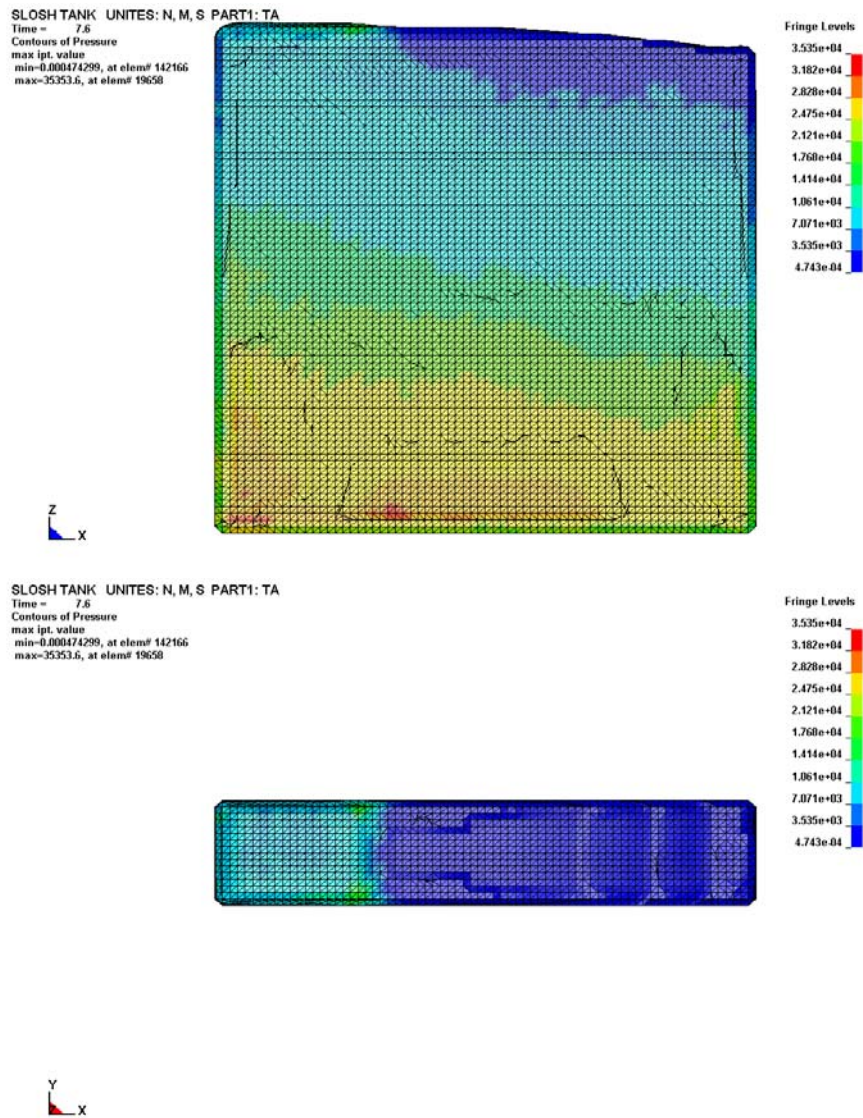 SLOSH TANK UNITES: N, M, S PART1: TA
Time = 7.6
Contours of Pressure
max ipt. value
min=0.000474299, at elem# 142166
max=35353.6, at elem# 19658
Fringe Levels
3.535e+04
3.182e+04
2.828e+04
2.475e+04
2.121e+04
1.768e+04
1.414e+04
1.061e+04
7.071e+03
3.535e+03
4.743e-04
Z
X
SLOSH TANK UNITES: N, M, S PART1: TA
Time = 7.6
Contours of Pressure
max ipt. value
min=0.000474299, at elem# 142166
max=35353.6, at elem# 19658
Fringe Levels
3.535e+04
3.182e+04
2.828e+04
2.475e+04
2.121e+04
1.768e+04
1.414e+04
1.061e+04
7.071e+03
3.535e+03
4.743e-04
Y
X